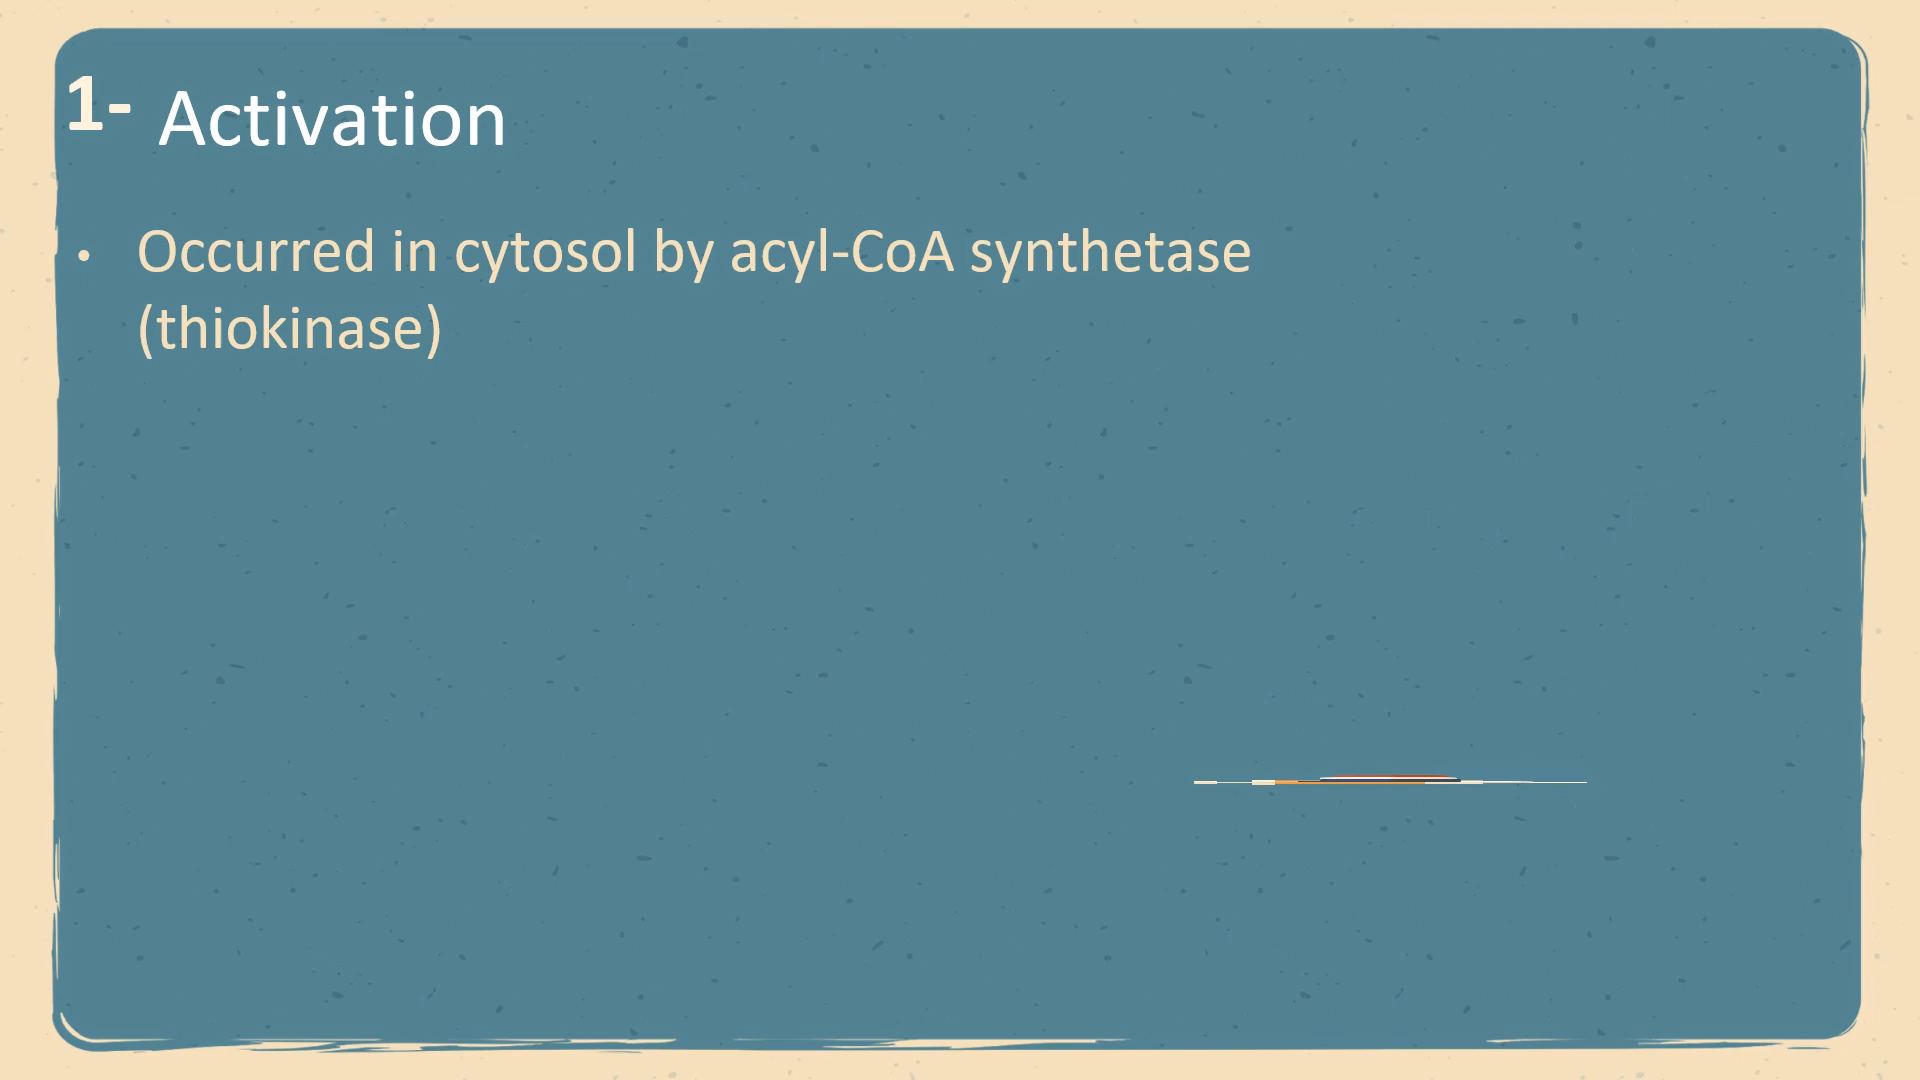 1- Activation
• Occurred in cytosol by acyl-CoA synthetase
(thiokinase)